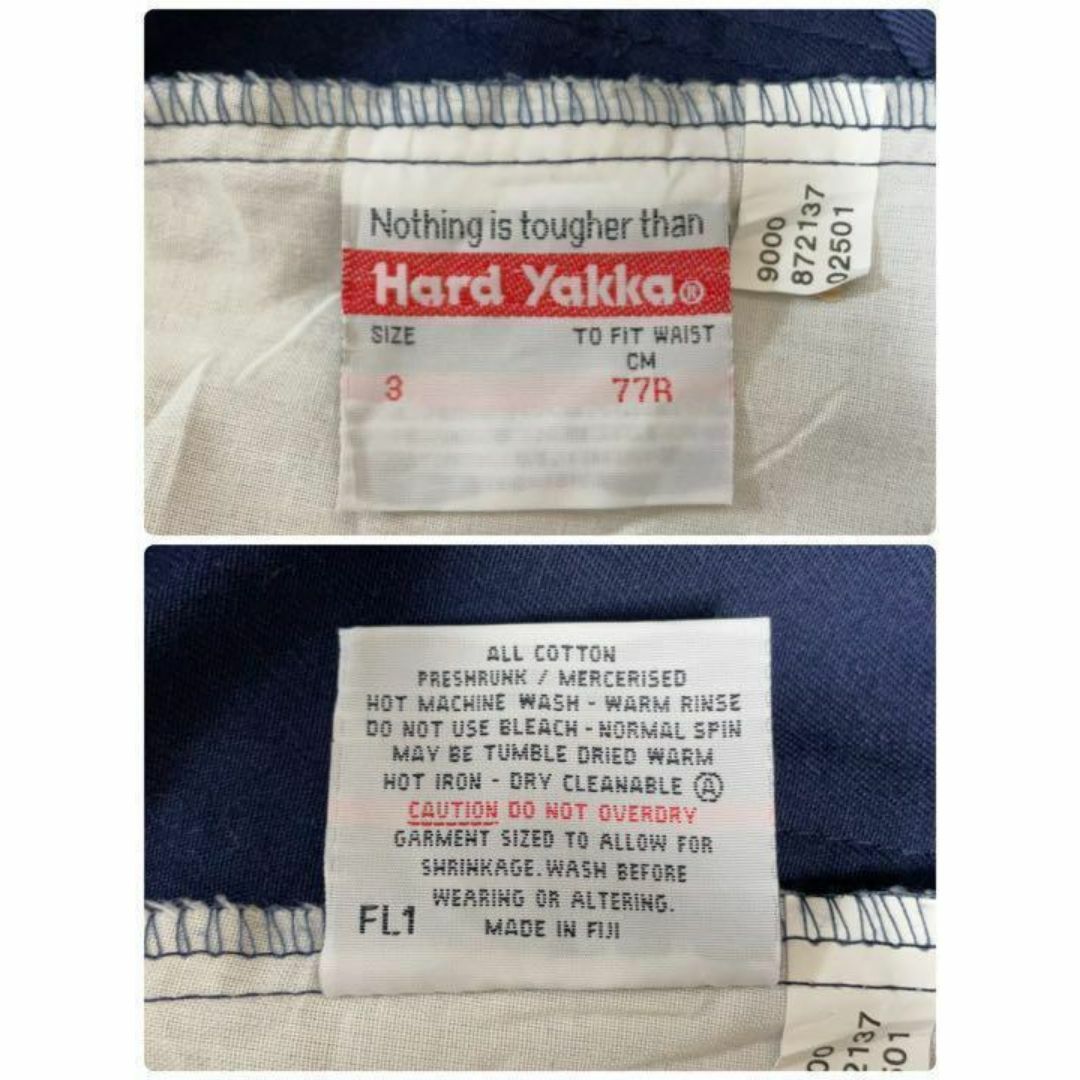 Nothing is tougher than
Hard Yakka®
SIZE TO FIT WAIST
CM
3 77R
9000
872137
02501
ALL COTTON
PRESHRUNK / MERCERISED
HOT MACHINE WASH - WARM RINSE
DO NOT USE BLEACH - NORMAL SPIN
MAY BE TUMBLE DRIED WARM
HOT IRON - DRY CLEANABLE Ⓐ
CAUTION DO NOT OVERDRY
GARMENT SIZED TO ALLOW FOR
SHRINKAGE. WASH BEFORE
WEARING OR ALTERING.
FL1 MADE IN FIJI
00
2137
01